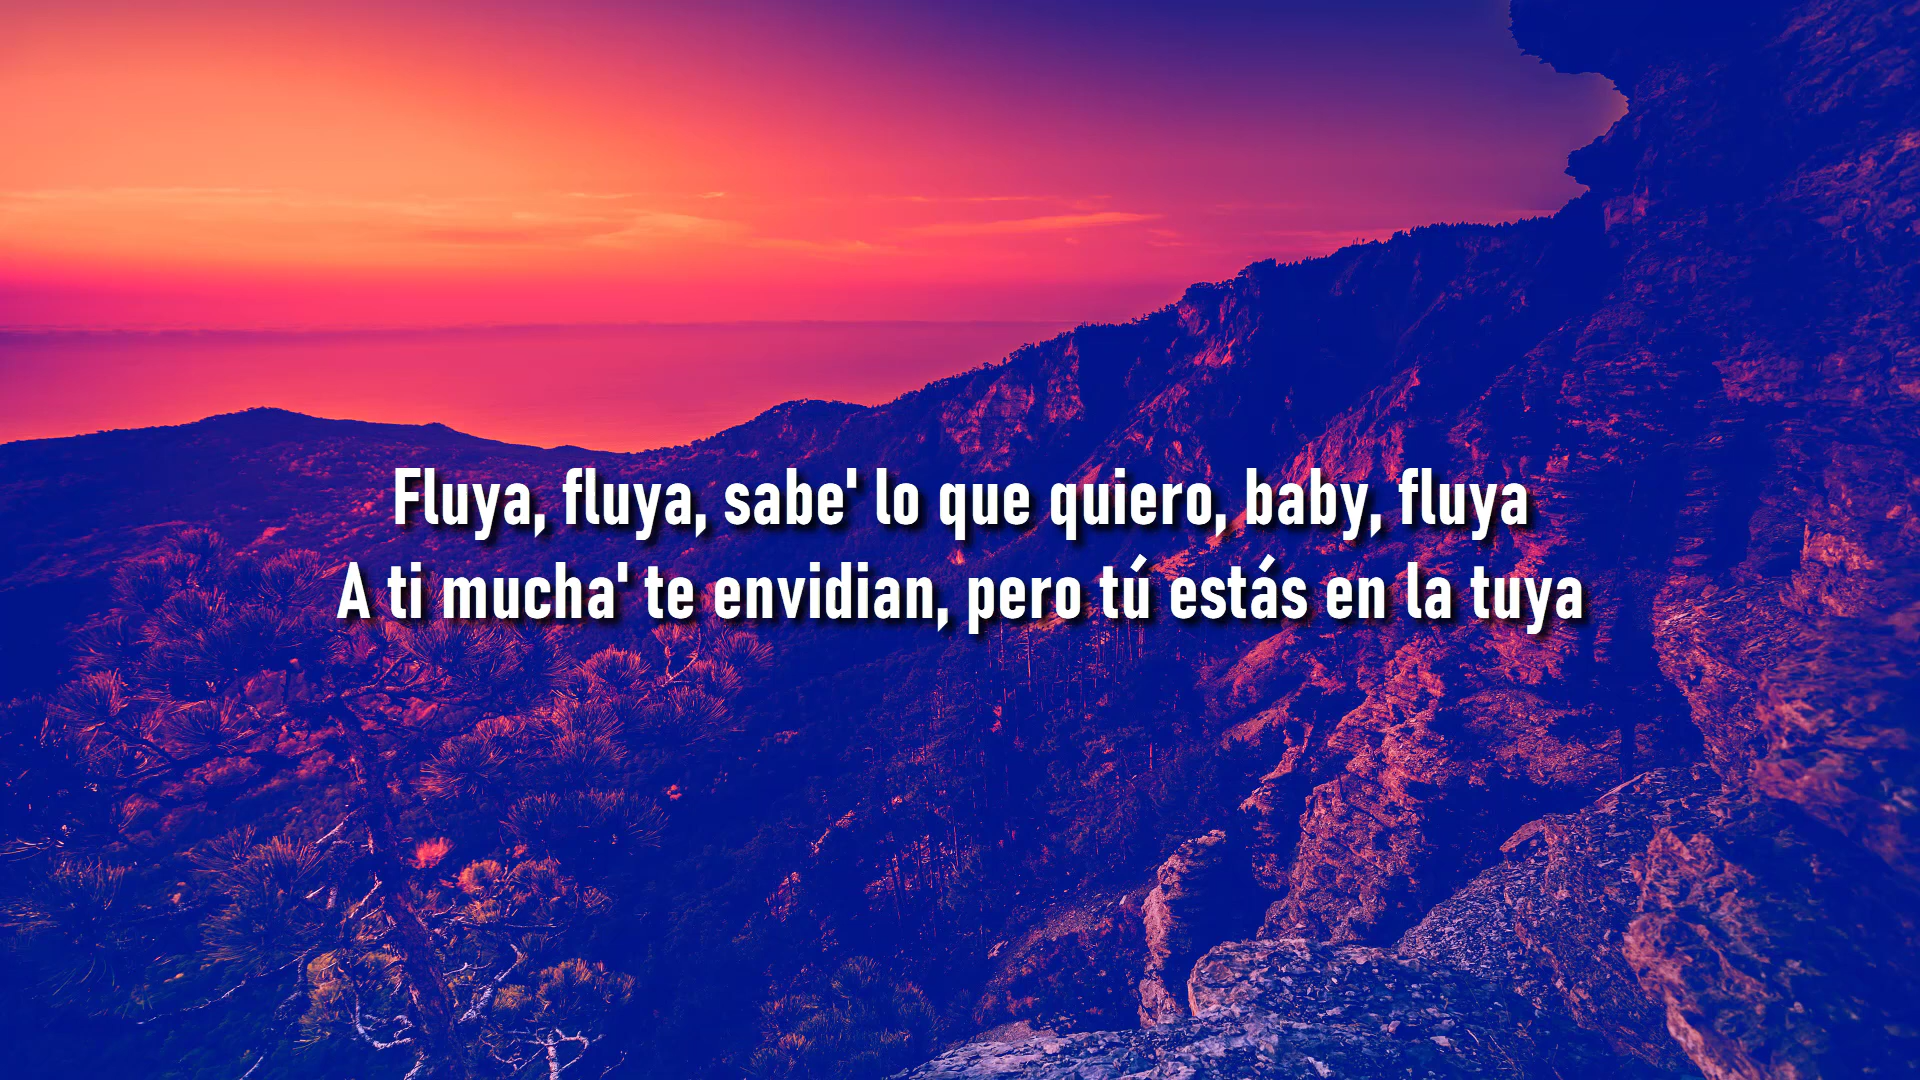 Fluya, fluya, sabe' lo que quiero, baby, fluya
A ti mucha' te envidian, pero tú estás en la tuya